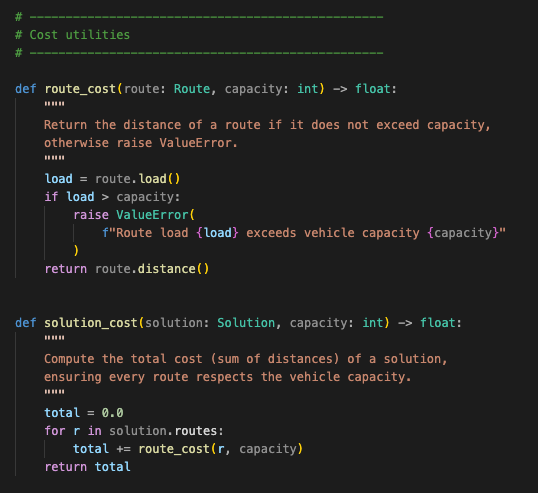 # -------------------------------------------------
# Cost utilities
# -------------------------------------------------
def route_cost(route: Route, capacity: int) -> float:
    """
    Return the distance of a route if it does not exceed capacity,
    otherwise raise ValueError.
    """
    load = route.load()
    if load > capacity:
        raise ValueError(
            f"Route load {load} exceeds vehicle capacity {capacity}"
        )
    return route.distance()
def solution_cost(solution: Solution, capacity: int) -> float:
    """
    Compute the total cost (sum of distances) of a solution,
    ensuring every route respects the vehicle capacity.
    """
    total = 0.0
    for r in solution.routes:
        total += route_cost(r, capacity)
    return total